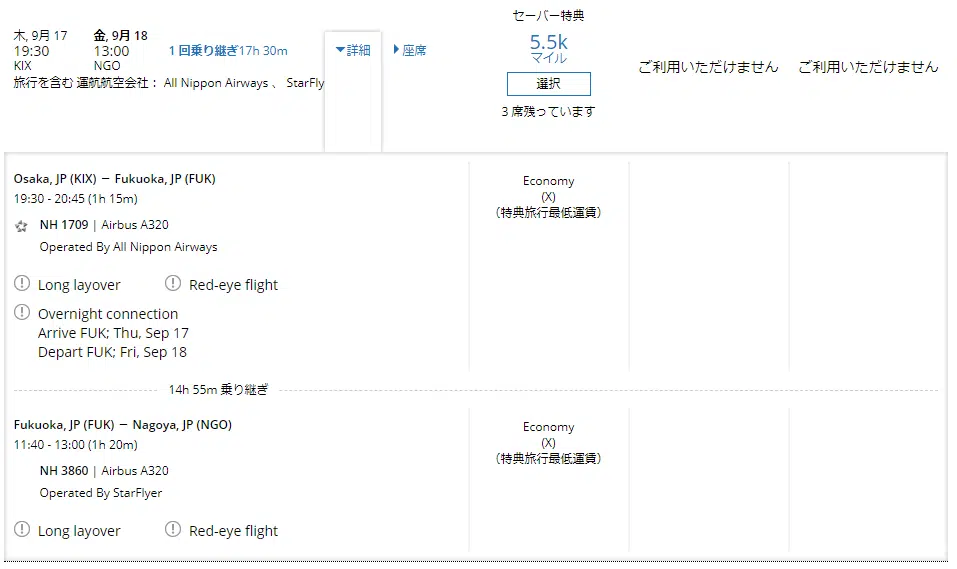 セーバー特典
木, 9月 17 金, 9月 18
19:30 13:00 1 回乗り継ぎ17h 30m 詳細 座席
KIX NGO
旅行を含む 運航航空会社： All Nippon Airways 、 StarFly
5.5k
マイル
選択
3 席残っています
ご利用いただけません ご利用いただけません
Osaka, JP (KIX) – Fukuoka, JP (FUK)
19:30 - 20:45 (1h 15m)
NH 1709 | Airbus A320
Operated By All Nippon Airways
Long layover Red-eye flight
Overnight connection
Arrive FUK; Thu, Sep 17
Depart FUK; Fri, Sep 18
Economy
(X)
(特典旅行最低運賃)
14h 55m 乗り継ぎ
Fukuoka, JP (FUK) – Nagoya, JP (NGO)
11:40 - 13:00 (1h 20m)
NH 3860 | Airbus A320
Operated By StarFlyer
Long layover Red-eye flight
Economy
(X)
(特典旅行最低運賃)